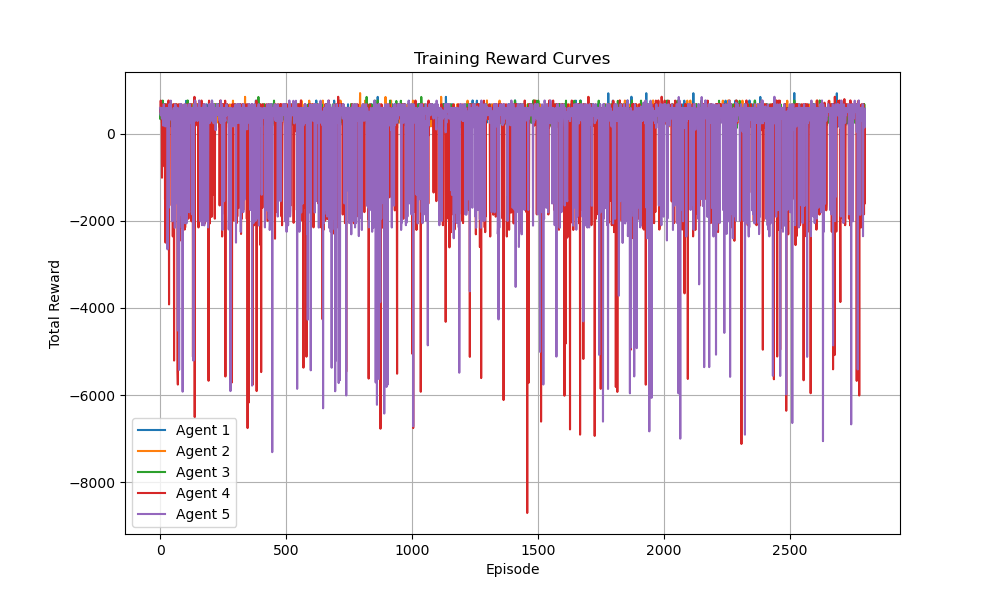 Training Reward Curves
Total Reward
0
−2000
−4000
−6000
−8000
Agent 1
Agent 2
Agent 3
Agent 4
Agent 5
0 500 1000 1500 2000 2500
Episode